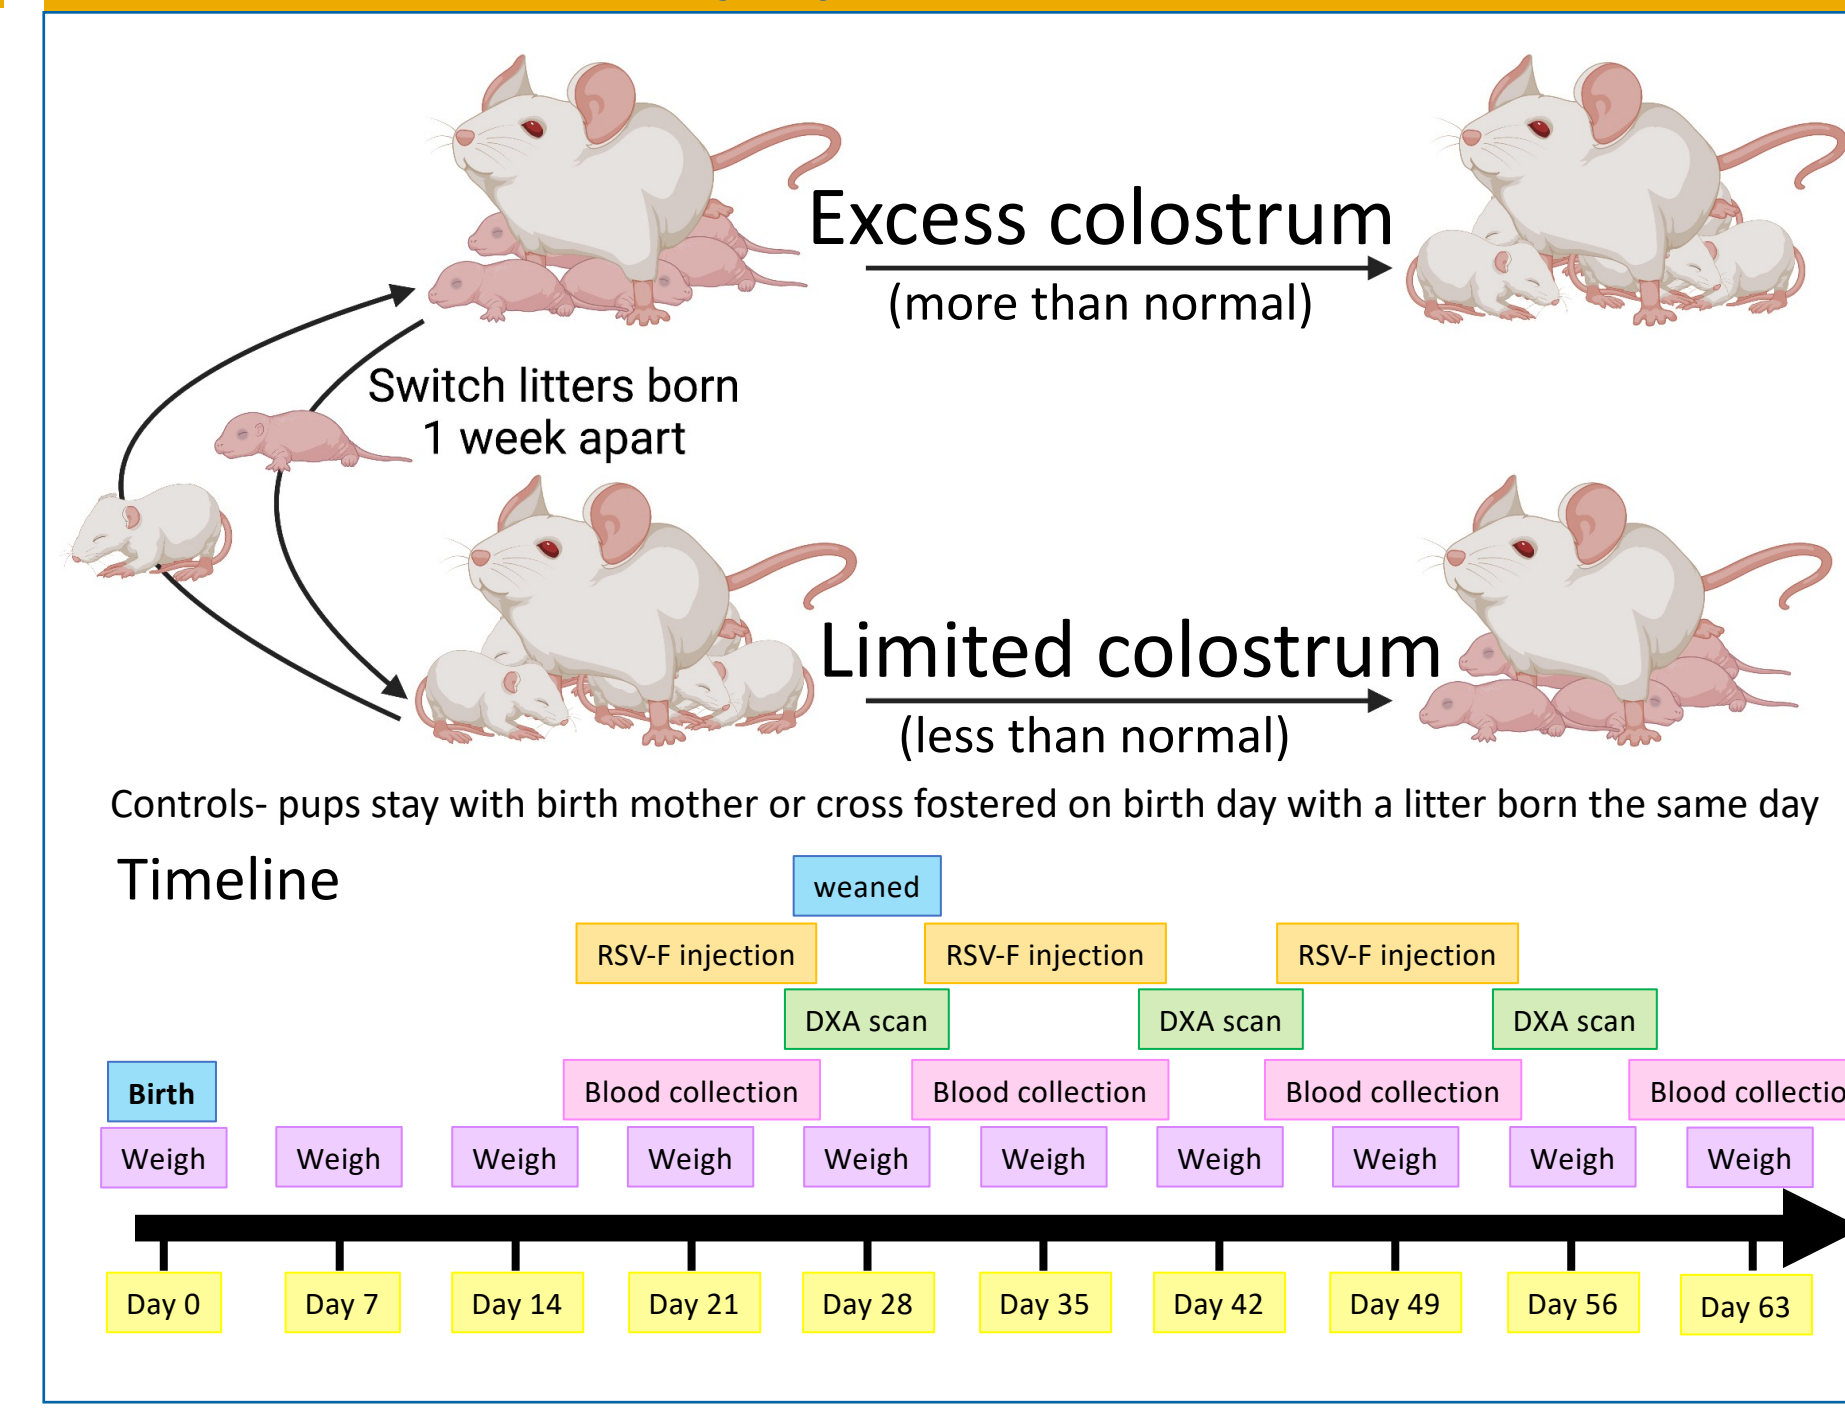 Excess colostrum
(more than normal)
Switch litters born
1 week apart
Limited colostrum
(less than normal)
Controls- pups stay with birth mother or cross fostered on birth day with a litter born the same day
Timeline
weaned
RSV-F injection RSV-F injection RSV-F injection
DXA scan DXA scan DXA scan
Birth Blood collection Blood collection Blood collection Blood collectio
Weigh Weigh Weigh Weigh Weigh Weigh Weigh Weigh Weigh Weigh
Day 0 Day 7 Day 14 Day 21 Day 28 Day 35 Day 42 Day 49 Day 56 Day 63